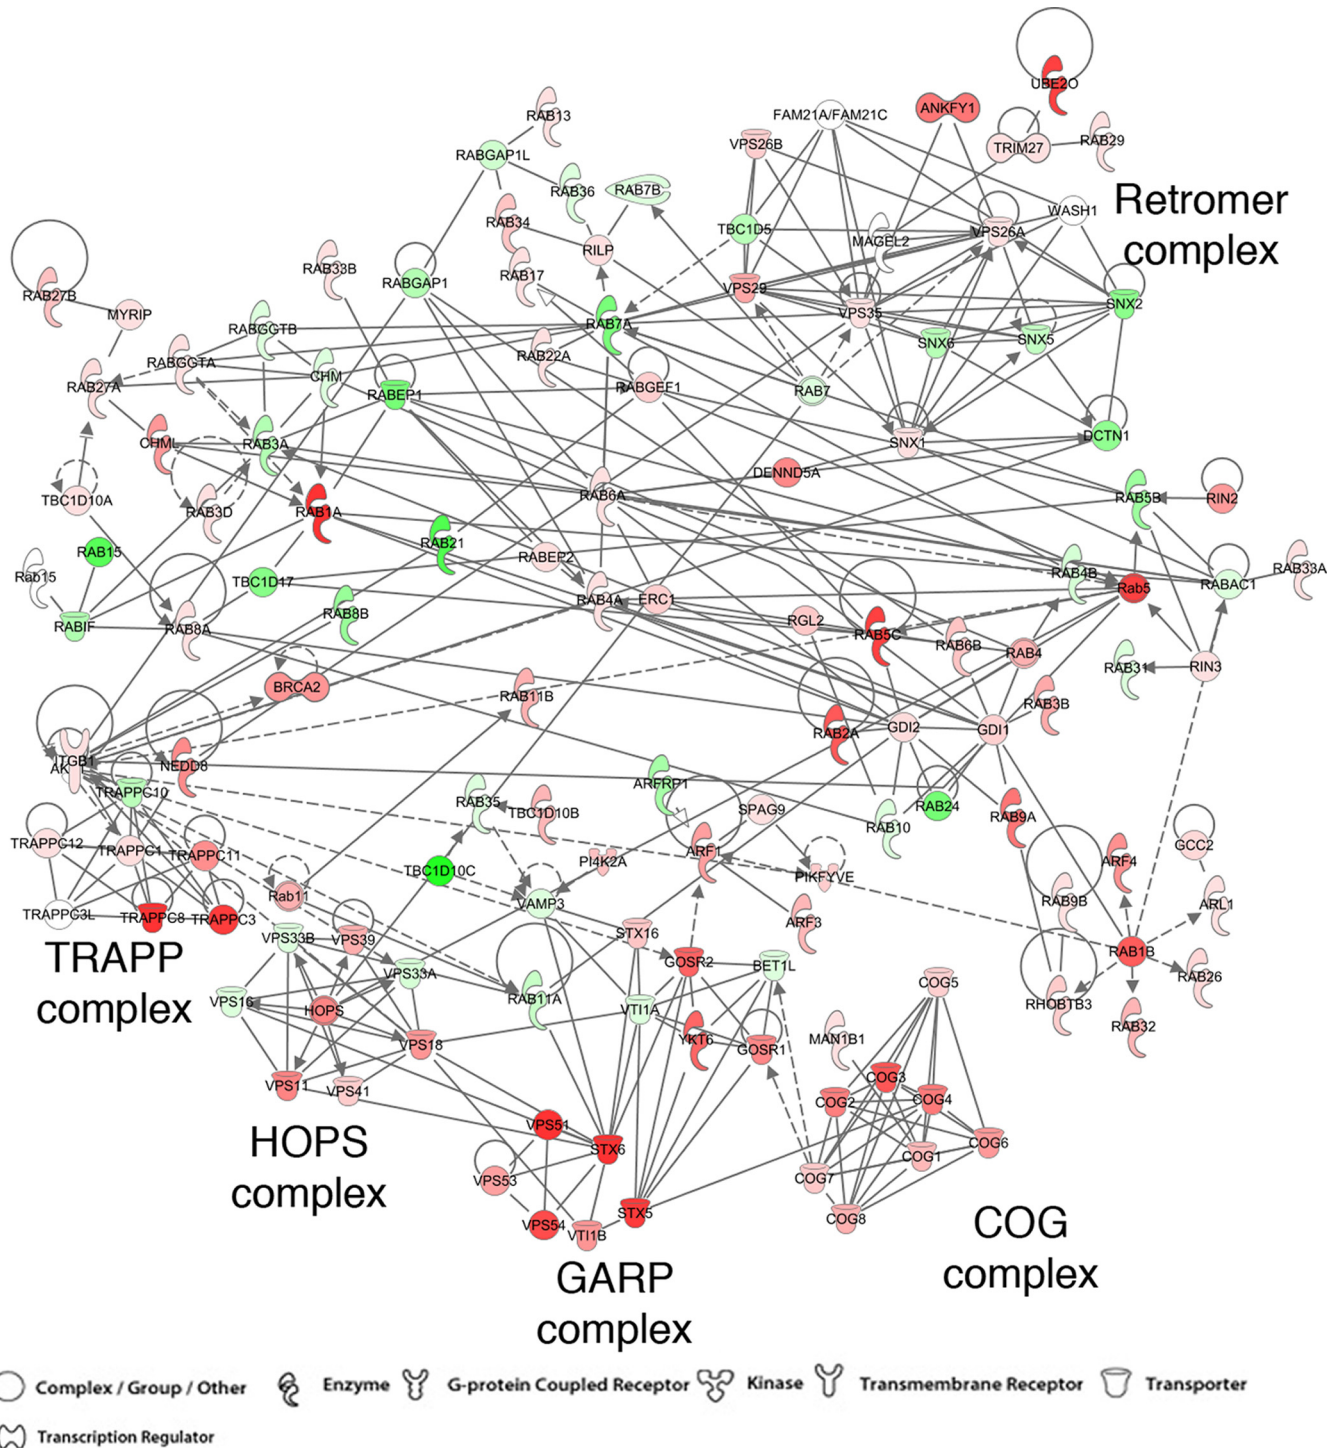 UBE2O
ANKFY1
RAB13
FAM21A/FAM21C
TRIM27
RAB29
VPS26B
RABGAP1L
RAB36
RAB7B
Retromer
complex
WASH1
RAB34
TBC1D5
VPS26A
MAGEL2
RILP
RAB33B
RAB17
RABGAP1
VPS29
RAB27B
SNX2
MYRIP
VPS35
RABGGTB
RAB7A
SNX6
SNX5
RABGGTA
RAB22A
CHM
RAB27A
RABEP1
RABGEF1
RAB7
CHML
RAB3A
SNX1
DCTN1
DENND5A
TBC1D10A
RAB3D
RAB1A
RAB6A
RAB5B
RIN2
RAB21
RAB15
RABEP2
Rab15
TBC1D17
RAB4B
Rab5
RABAC1
RAB33A
RAB4A
ERC1
RABIF
RAB8A
RAB8B
RGL2
RAB5C
RAB6B
RAB4
RAB31
RIN3
BRCA2
RAB11B
RAB3B
RAB2A
GDI2
GDI1
ITGB1
NEDD8
TRAPPC10
ARFRP1
RAB35
TBC1D10B
SPAG9
RAB24
RAB10
RAB9A
TRAPPC12
TRAPPC1
TRAPPC11
ARF1
GCC2
PI4K2A
ARF4
TBC1D10C
PIKFYVE
Rab11
VAMP3
RAB9B
ARL1
TRAPPC3L
TRAPPC8
TRAPPC3
ARF3
STX16
VPS33B
VPS39
TRAPP
complex
RAB1B
GOSR2
BET1L
VPS33A
RAB26
COG5
VPS16
RAB11A
RHOBTB3
HOPS
VTI1A
RAB32
VPS18
YKT6
GOSR1
MAN1B1
COG3
VPS11
VPS41
COG2
COG4
HOPS
complex
VPS51
STX6
COG1
COG6
VPS53
COG7
STX5
COG8
VPS54
VTI1B
COG
complex
GARP
complex
Complex / Group / Other
Enzyme
G-protein Coupled Receptor
Kinase
Transmembrane Receptor
Transporter
Transcription Regulator